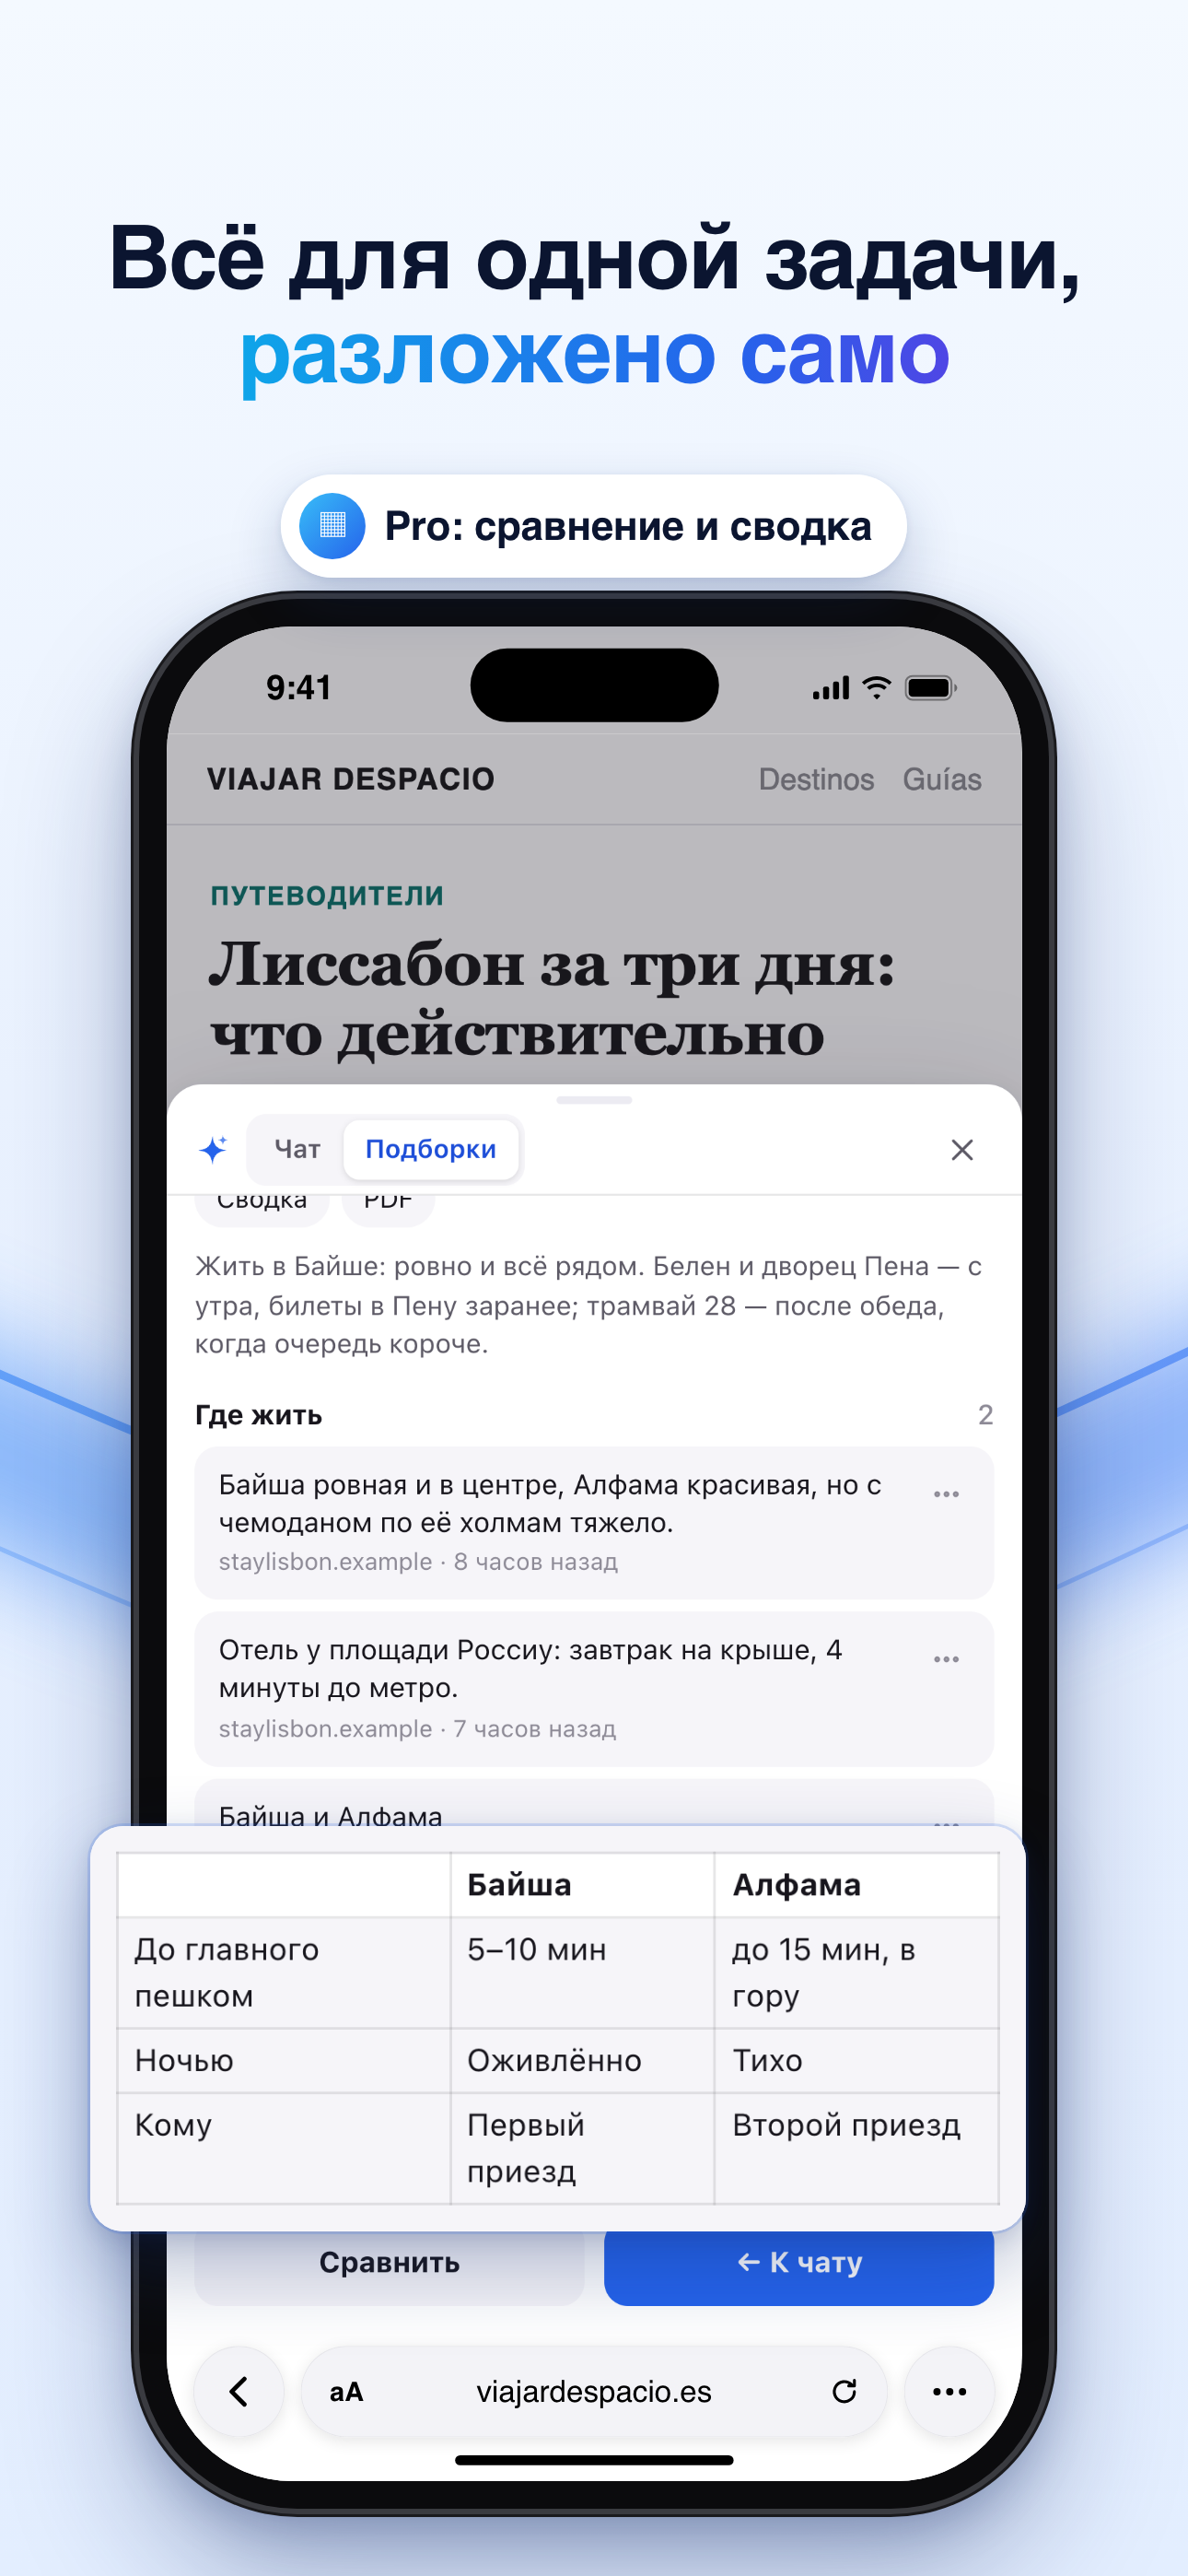 Всё для одной задачи,
разложено само
Pro: сравнение и сводка
9:41
VIAJAR DESPACIO Destinos Guías
ПУТЕВОДИТЕЛИ
Лиссабон за три дня:
что действительно
Чат Подборки
Сводка PDF
Жить в Байше: ровно и всё рядом. Белен и дворец Пена — с
утра, билеты в Пену заранее; трамвай 28 — после обеда,
когда очередь короче.
Где жить 2
Байша ровная и в центре, Алфама красивая, но с
чемоданом по её холмам тяжело.
staylisbon.example · 8 часов назад
Отель у площади Россиу: завтрак на крыше, 4
минуты до метро.
staylisbon.example · 7 часов назад
Байша и Алфама
Байша Алфама
До главного 5–10 мин до 15 мин, в
пешком гору
Ночью Оживлённо Тихо
Кому Первый Второй приезд
приезд
Сравнить ← К чату
aA viajardespacio.es